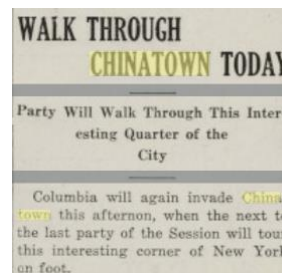 WALK THROUGH
CHINATOWN TODAY
Party Will Walk Through This Inter-
esting Quarter of the
City
Columbia will again invade China-
town this afternon, when the next to
the last party of the Session will tour
this interesting corner of New York
on foot.